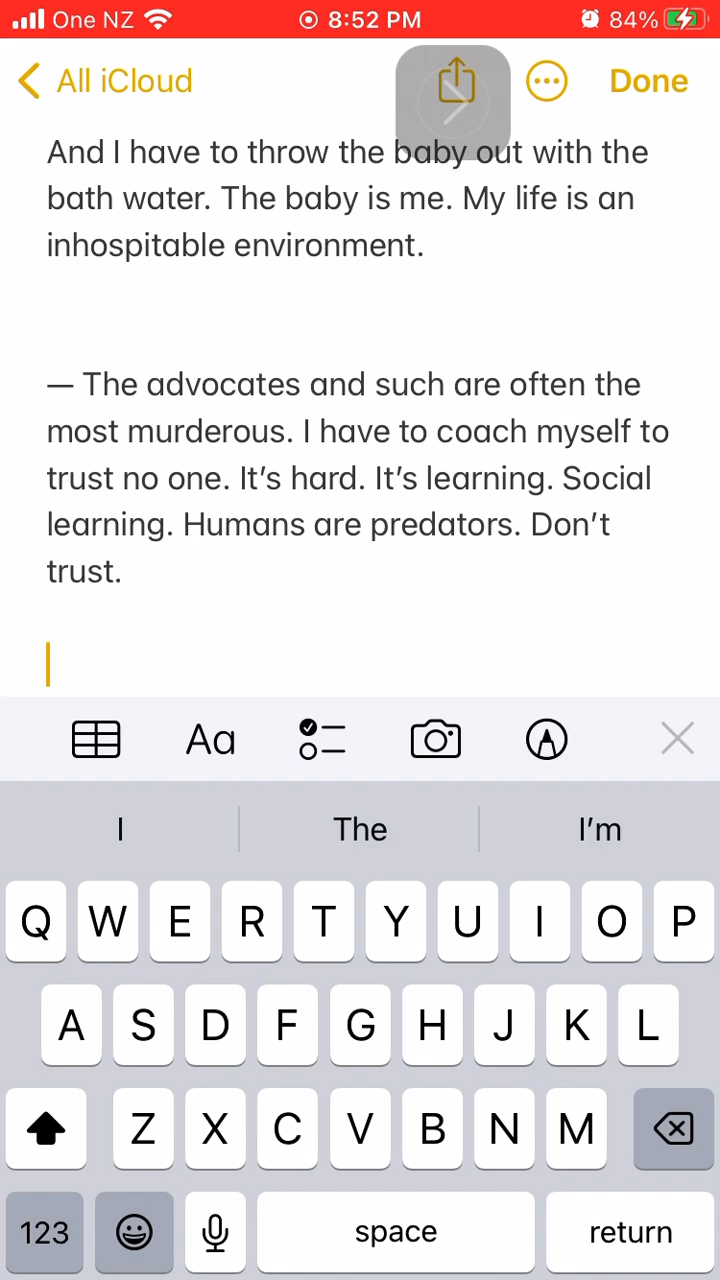 One NZ 8:52 PM 84%
All iCloud Done
And I have to throw the baby out with the
bath water. The baby is me. My life is an
inhospitable environment.
— The advocates and such are often the
most murderous. I have to coach myself to
trust no one. It’s hard. It’s learning. Social
learning. Humans are predators. Don’t
trust.
Aa
I The I’m
Q W E R T Y U I O P
A S D F G H J K L
Z X C V B N M
123 space return